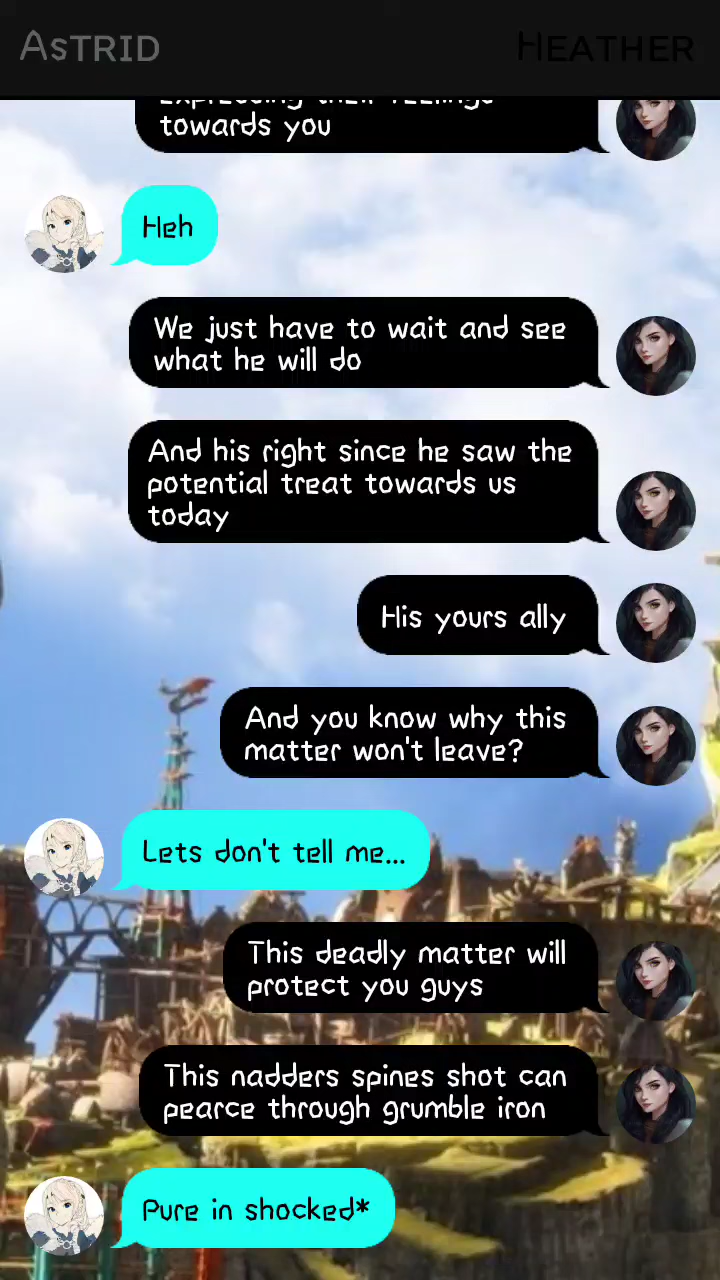 ASTRID
HEATHER
towards you
Heh
We just have to wait and see
what he will do
And his right since he saw the
potential treat towards us
today
His yours ally
And you know why this
matter won't leave?
Lets don't tell me...
This deadly matter will
protect you guys
This nadders spines shot can
pearce through grumble iron
Pure in shocked*